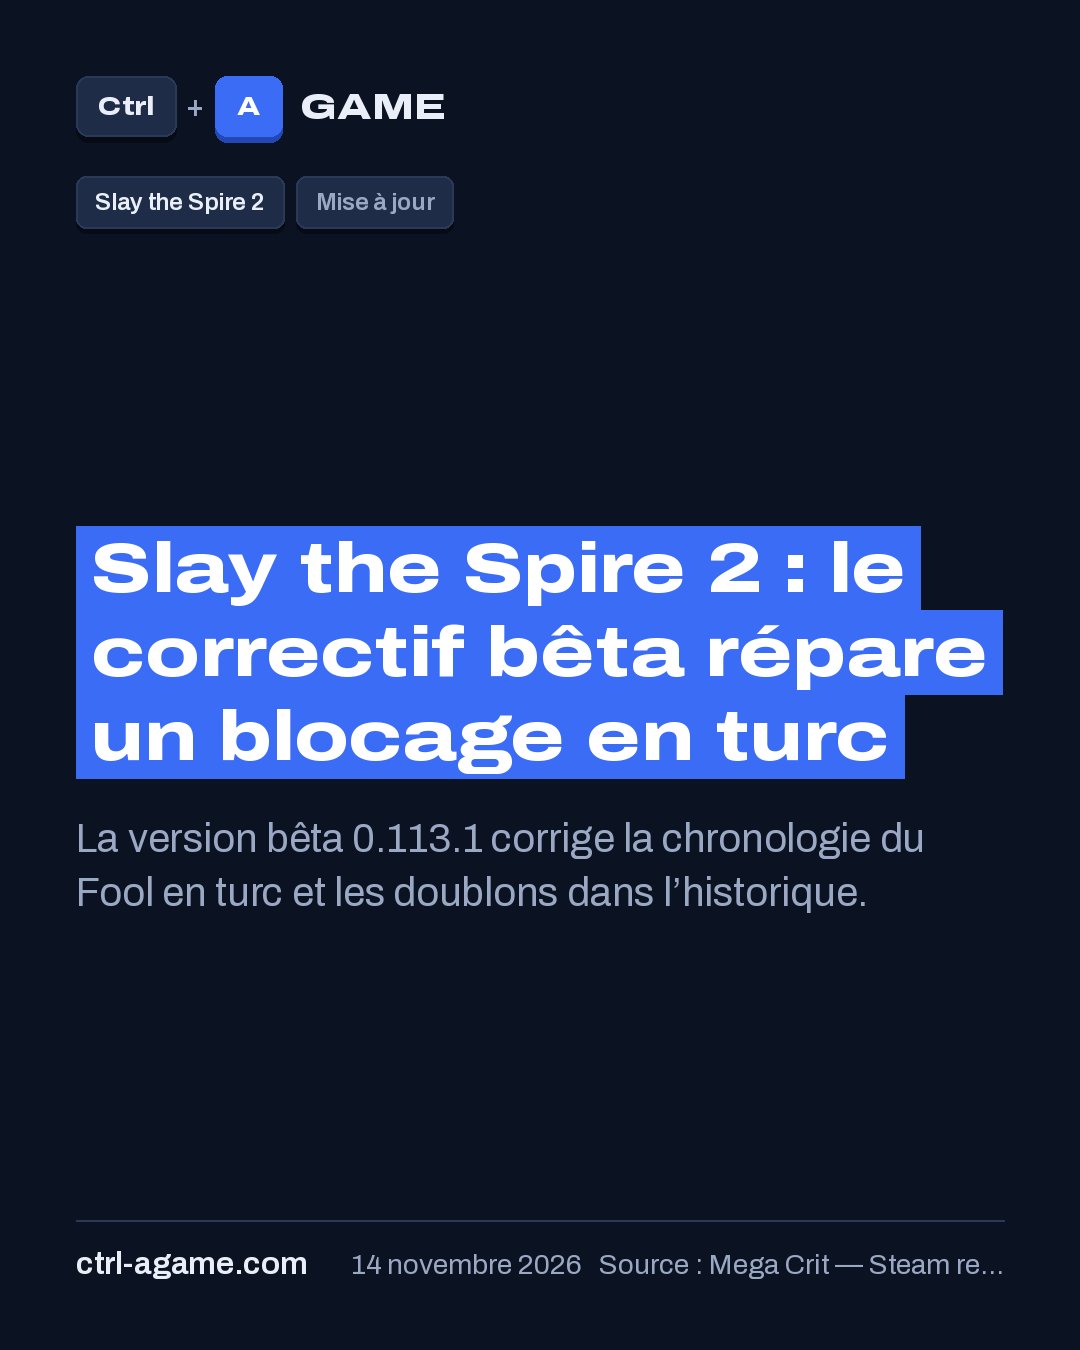 Ctrl + A GAME
Slay the Spire 2 Mise à jour
Slay the Spire 2 : le
correctif bêta répare
un blocage en turc
La version bêta 0.113.1 corrige la chronologie du
Fool en turc et les doublons dans l’historique.
ctrl-agame.com 14 novembre 2026 Source : Mega Crit — Steam re…